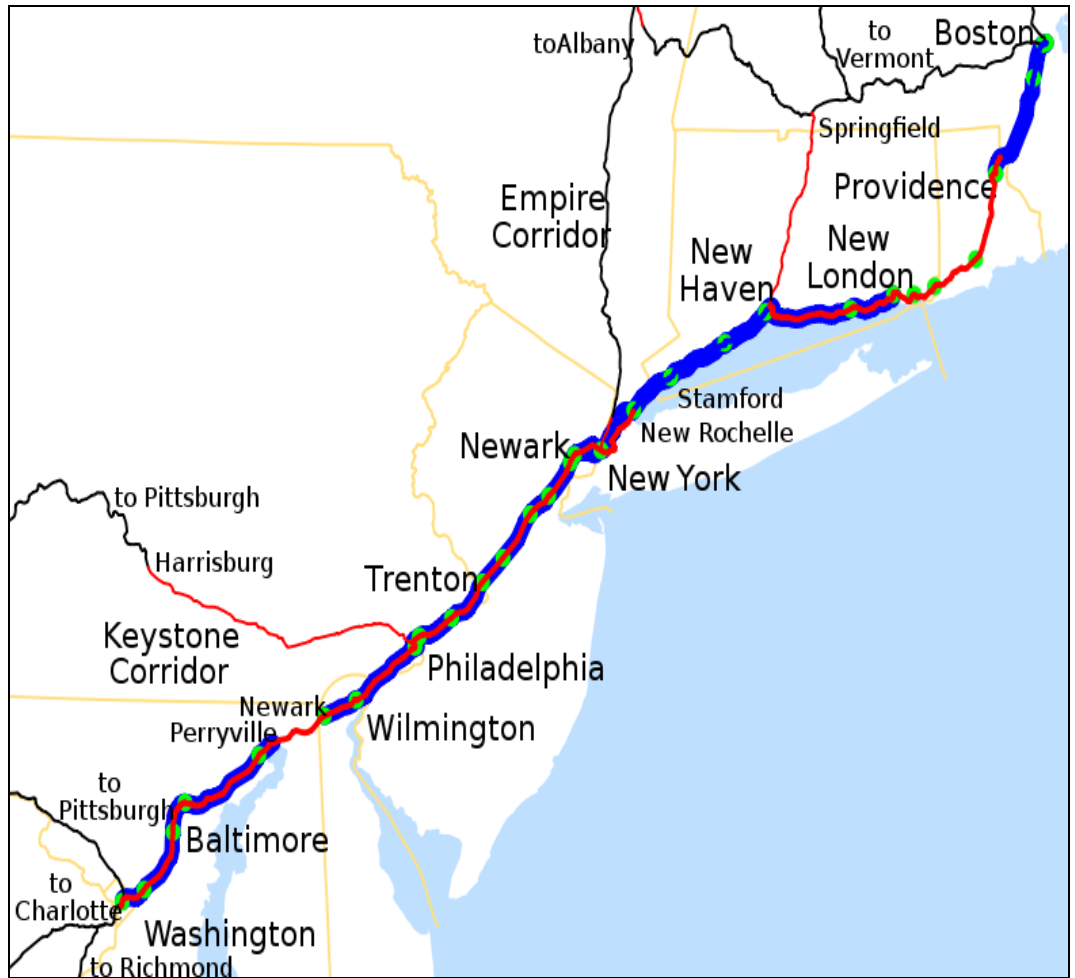 Boston
to
Vermont
toAlbany
Springfield
Providence
Empire
Corridor
New
London
New
Haven
Stamford
New Rochelle
Newark
New York
to Pittsburgh
Harrisburg
Trenton
Keystone
Corridor
Philadelphia
Newark
Wilmington
Perryville
to
Pittsburgh
Baltimore
to
Charlotte
Washington
to Richmond